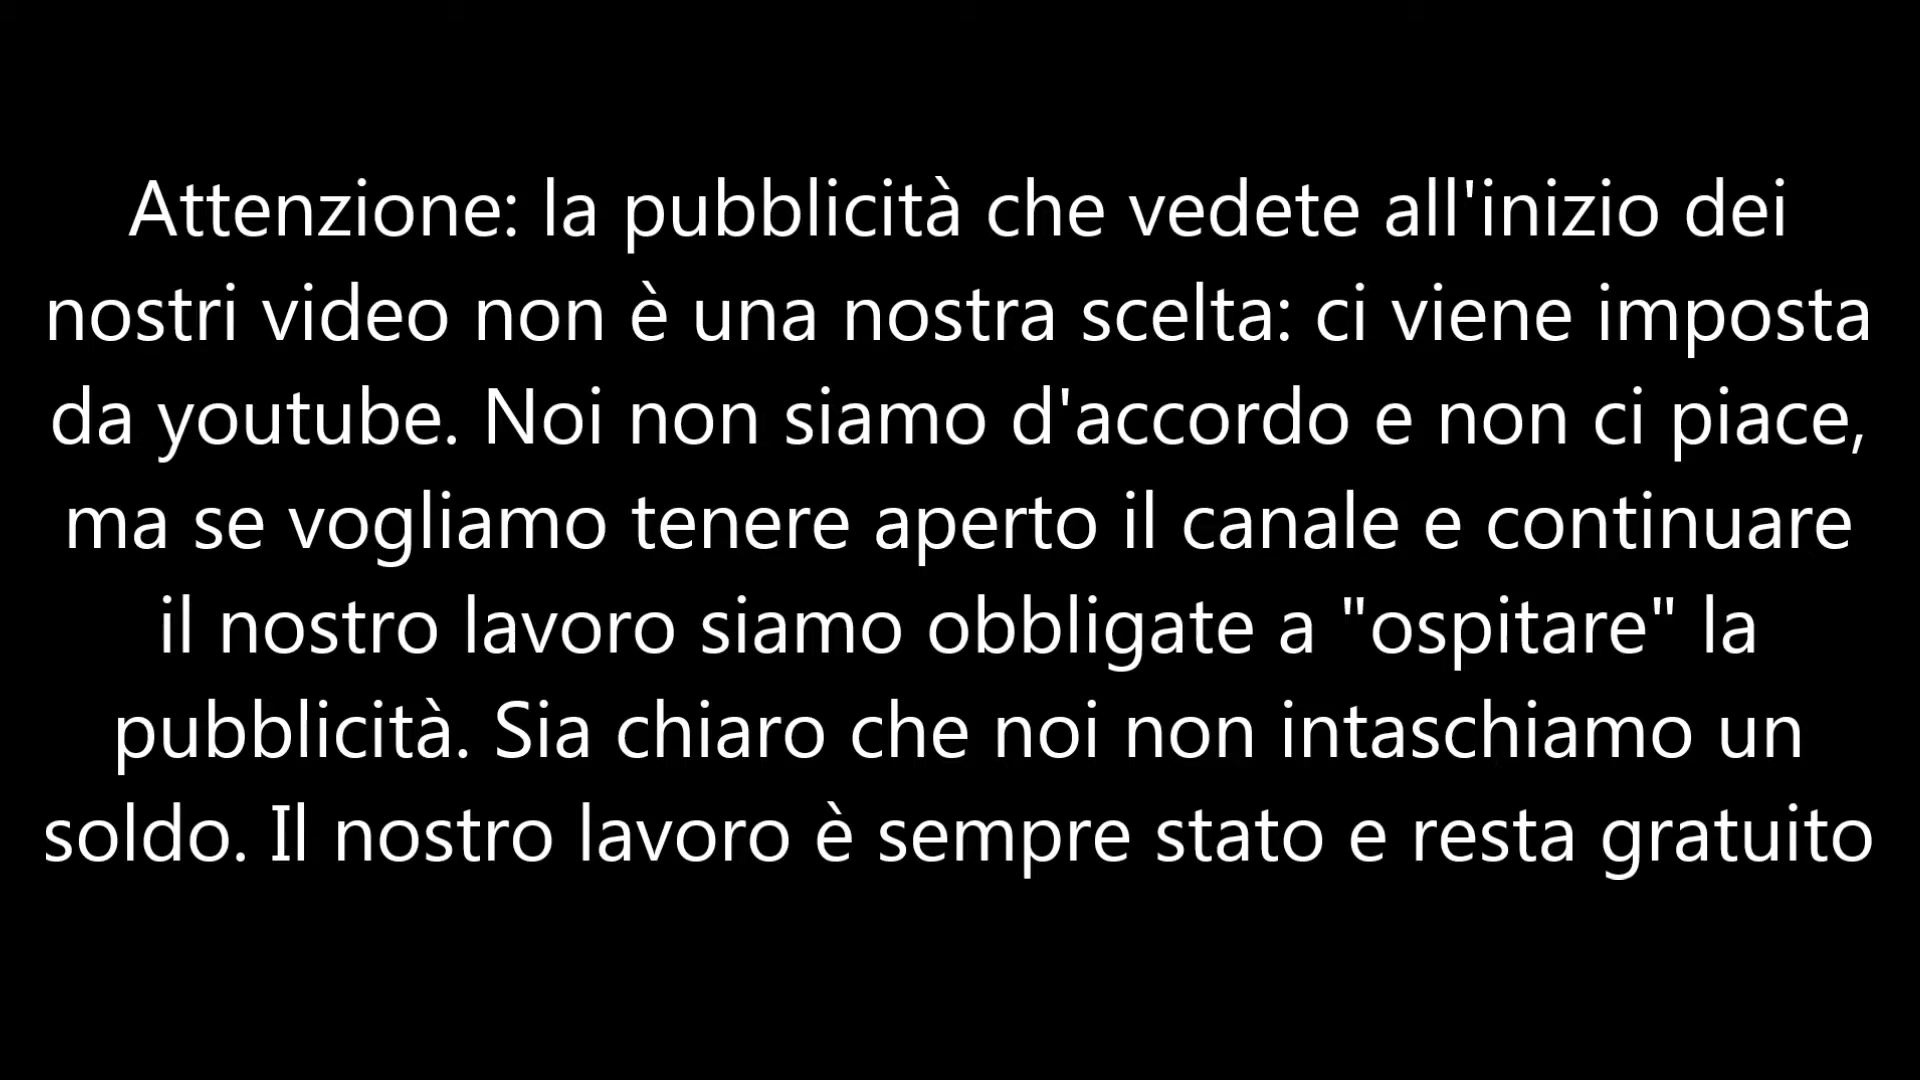 Attenzione: la pubblicità che vedete all'inizio dei
nostri video non è una nostra scelta: ci viene imposta
da youtube. Noi non siamo d'accordo e non ci piace,
ma se vogliamo tenere aperto il canale e continuare
il nostro lavoro siamo obbligate a "ospitare" la
pubblicità. Sia chiaro che noi non intaschiamo un
soldo. Il nostro lavoro è sempre stato e resta gratuito